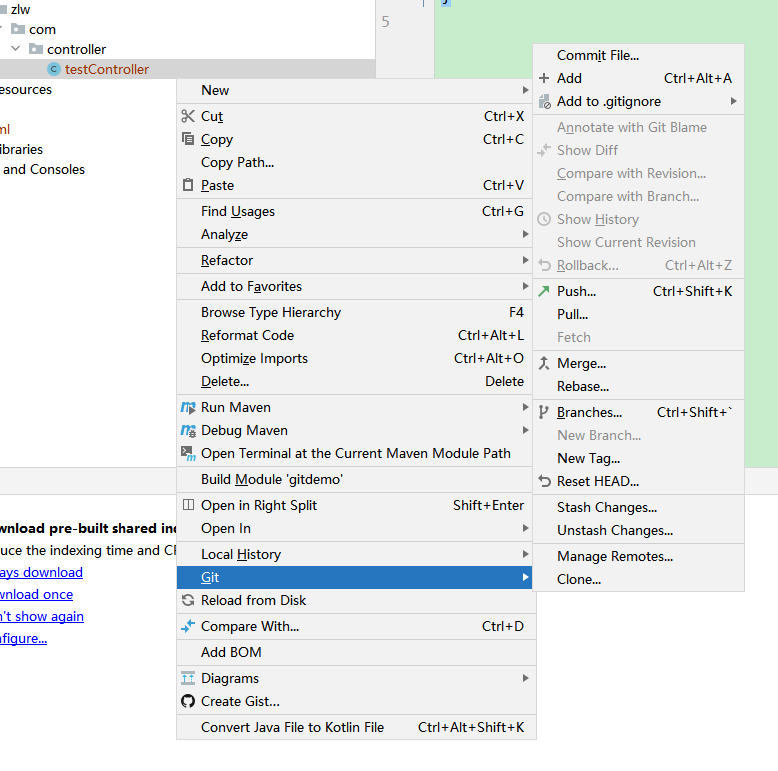 zlw
com
controller
testController
esources
ml
ibraries
and Consoles
5
New
Cut Ctrl+X
Copy Ctrl+C
Copy Path...
Paste Ctrl+V
Find Usages Ctrl+G
Analyze
Refactor
Add to Favorites
Browse Type Hierarchy F4
Reformat Code Ctrl+Alt+L
Optimize Imports Ctrl+Alt+O
Delete... Delete
Run Maven
Debug Maven
Open Terminal at the Current Maven Module Path
Build Module 'gitdemo'
Open in Right Split Shift+Enter
Open In
Local History
Git
Reload from Disk
Compare With... Ctrl+D
Add BOM
Diagrams
Create Gist...
Convert Java File to Kotlin File Ctrl+Alt+Shift+K
Commit File...
Add Ctrl+Alt+A
Add to .gitignore
Annotate with Git Blame
Show Diff
Compare with Revision...
Compare with Branch...
Show History
Show Current Revision
Rollback... Ctrl+Alt+Z
Push... Ctrl+Shift+K
Pull...
Fetch
Merge...
Rebase...
Branches... Ctrl+Shift+`
New Branch...
New Tag...
Reset HEAD...
Stash Changes...
Unstash Changes...
Manage Remotes...
Clone...
wnload pre-built shared ind
uce the indexing time and CP
ays download
wnload once
n't show again
nfigure...